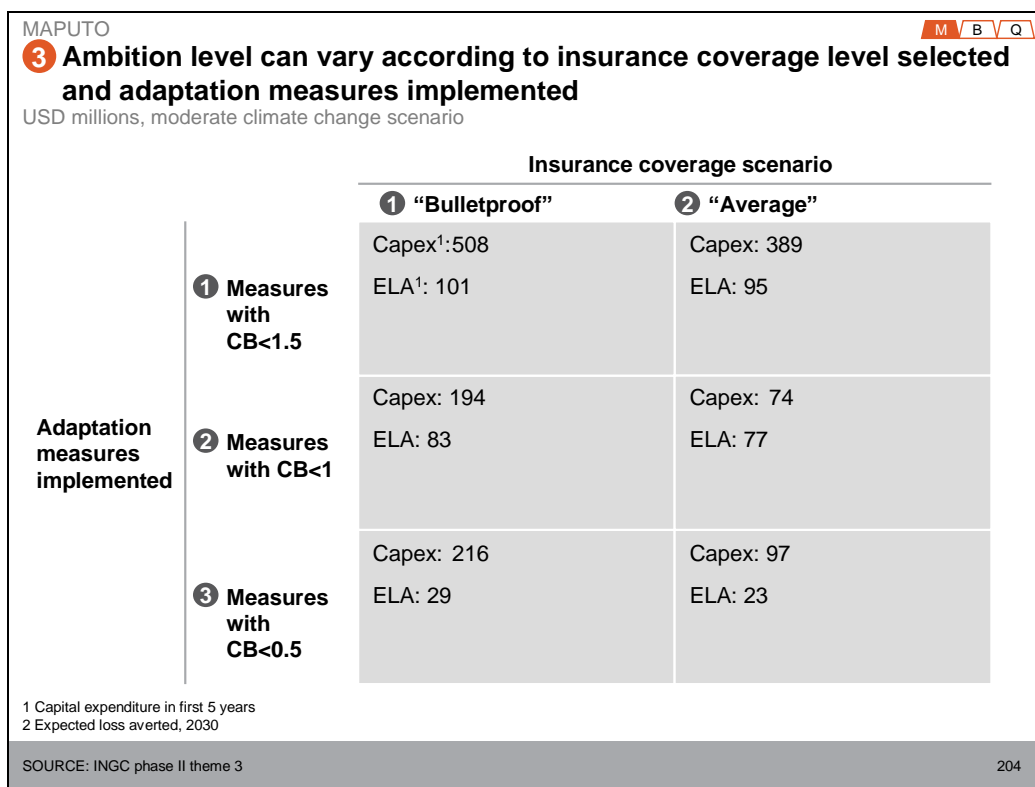 MAPUTO
M B Q
3 Ambition level can vary according to insurance coverage level selected
and adaptation measures implemented
USD millions, moderate climate change scenario
Insurance coverage scenario
1 “Bulletproof”
2 “Average”
Adaptation
measures
implemented
1 Measures
with
CB<1.5
Capex1:508
ELA1: 101
Capex: 389
ELA: 95
2 Measures
with CB<1
Capex: 194
ELA: 83
Capex: 74
ELA: 77
3 Measures
with
CB<0.5
Capex: 216
ELA: 29
Capex: 97
ELA: 23
1 Capital expenditure in first 5 years
2 Expected loss averted, 2030
SOURCE: INGC phase II theme 3
204